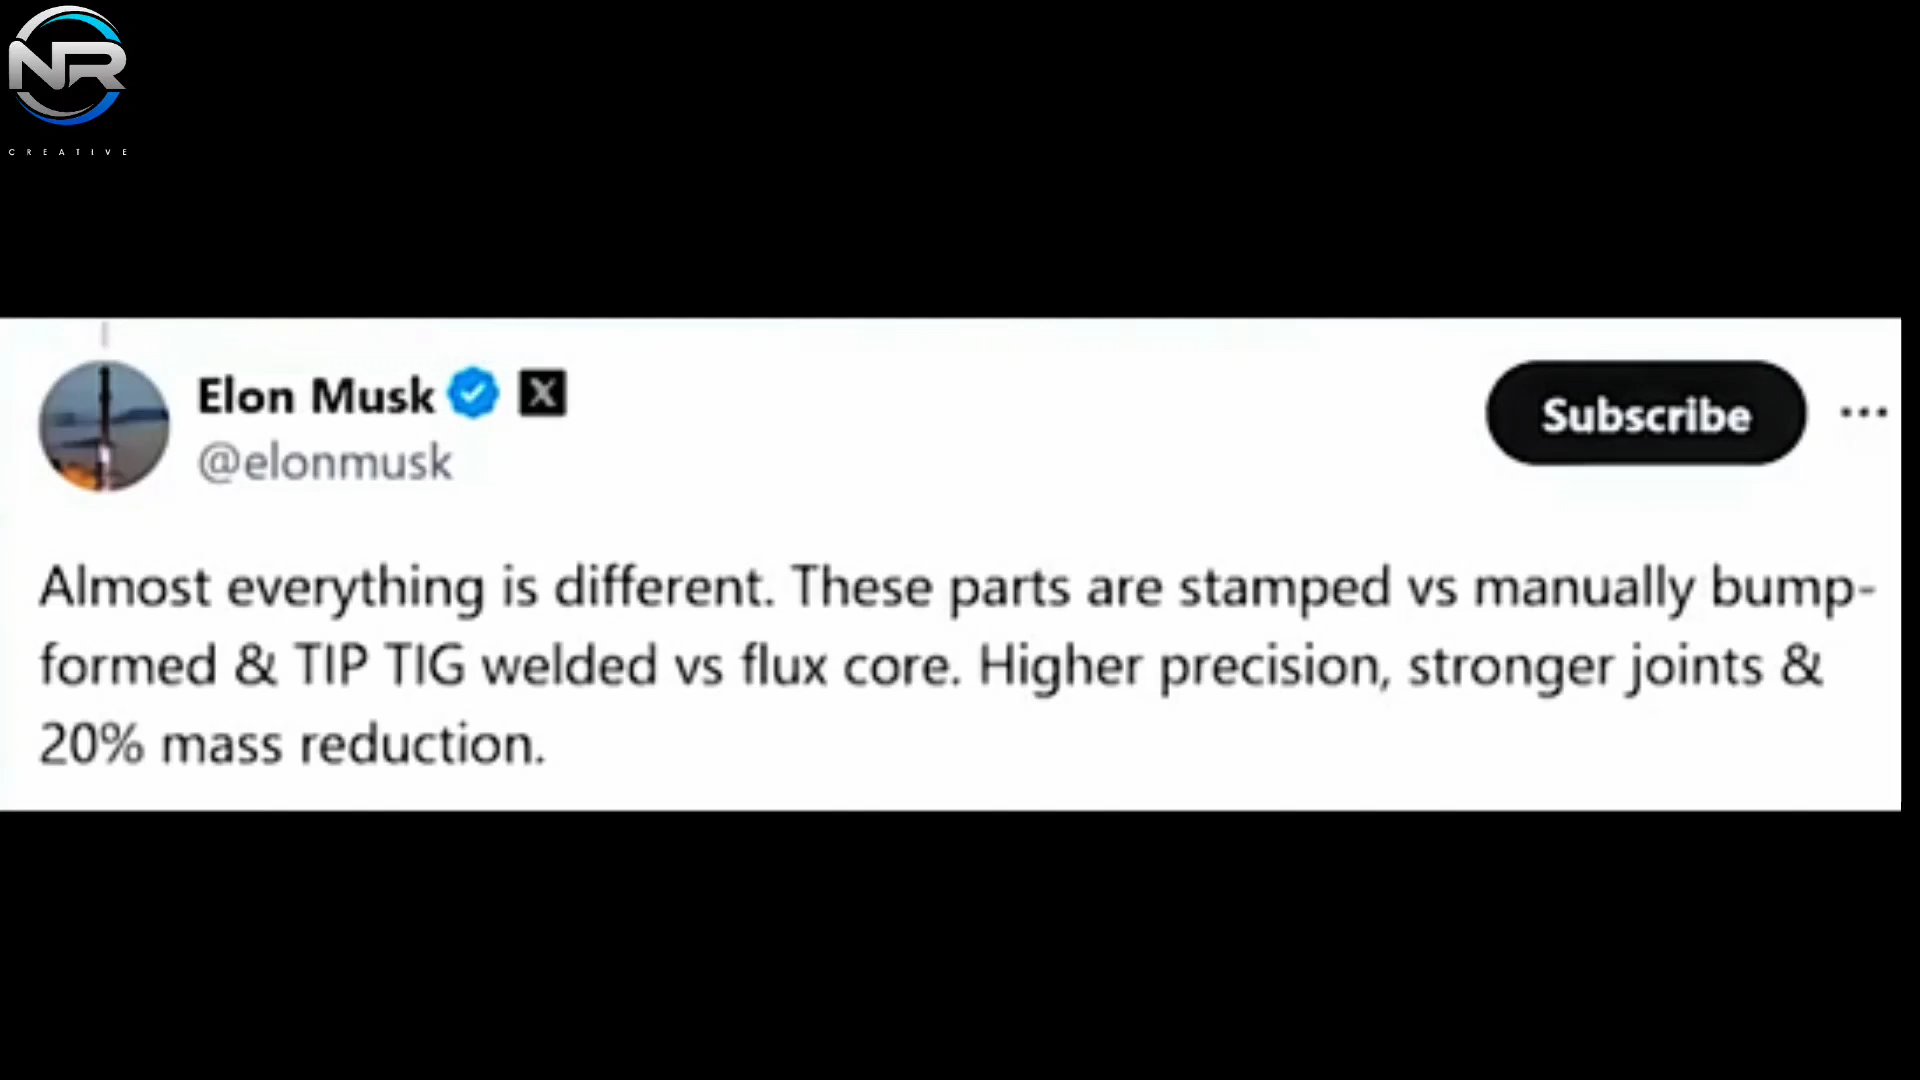 NR
CREATIVE
Elon Musk X
Subscribe
@elonmusk
Almost everything is different. These parts are stamped vs manually bump-
formed & TIP TIG welded vs flux core. Higher precision, stronger joints &
20% mass reduction.